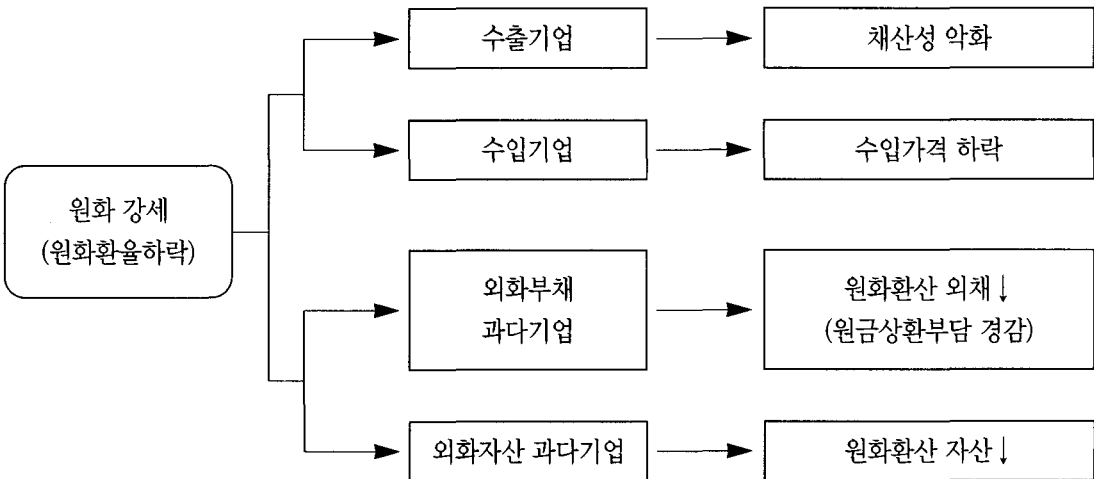 수출기업
채산성 악화
수입기업
수입가격 하락
원화 강세
(원화환율하락)
외화부채
과다기업
원화환산 외채↓
(원금상환부담 경감)
외화자산 과다기업
원화환산 자산↓